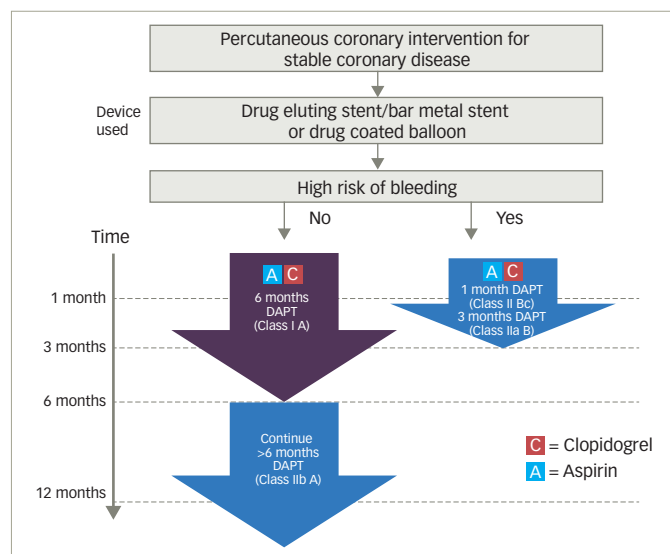 Percutaneous coronary intervention for
stable coronary disease
Device
used
Drug eluting stent/bar metal stent
or drug coated balloon
High risk of bleeding
No
Yes
Time
A C
6 months
DAPT
(Class I A)
A C
1 month DAPT
(Class II Bc)
3 months DAPT
(Class IIa B)
1 month
3 months
6 months
Continue
>6 months
DAPT
(Class IIb A)
C = Clopidogrel
A = Aspirin
12 months